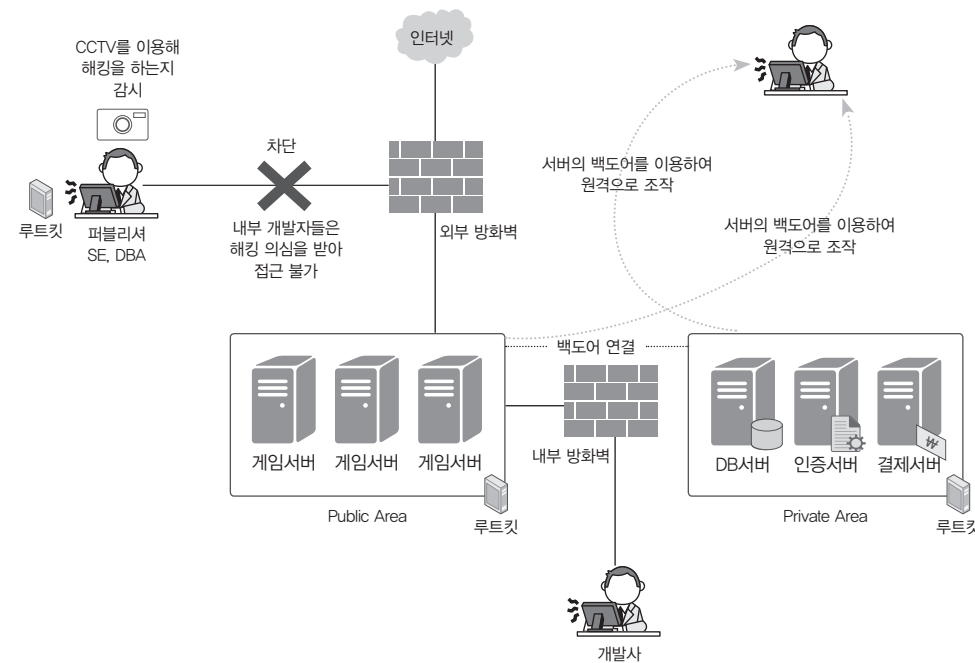 인터넷
CCTV를 이용해
해킹을 하는지
감시
차단
루트킷
퍼블리셔
SE, DBA
내부 개발자들은
해킹 의심을 받아
접근 불가
외부 방화벽
서버의 백도어를 이용하여
원격으로 조작
서버의 백도어를 이용하여
원격으로 조작
백도어 연결
게임서버
게임서버
게임서버
내부 방화벽
DB서버
인증서버
₩
결제서버
Public Area
루트킷
Private Area
루트킷
개발사